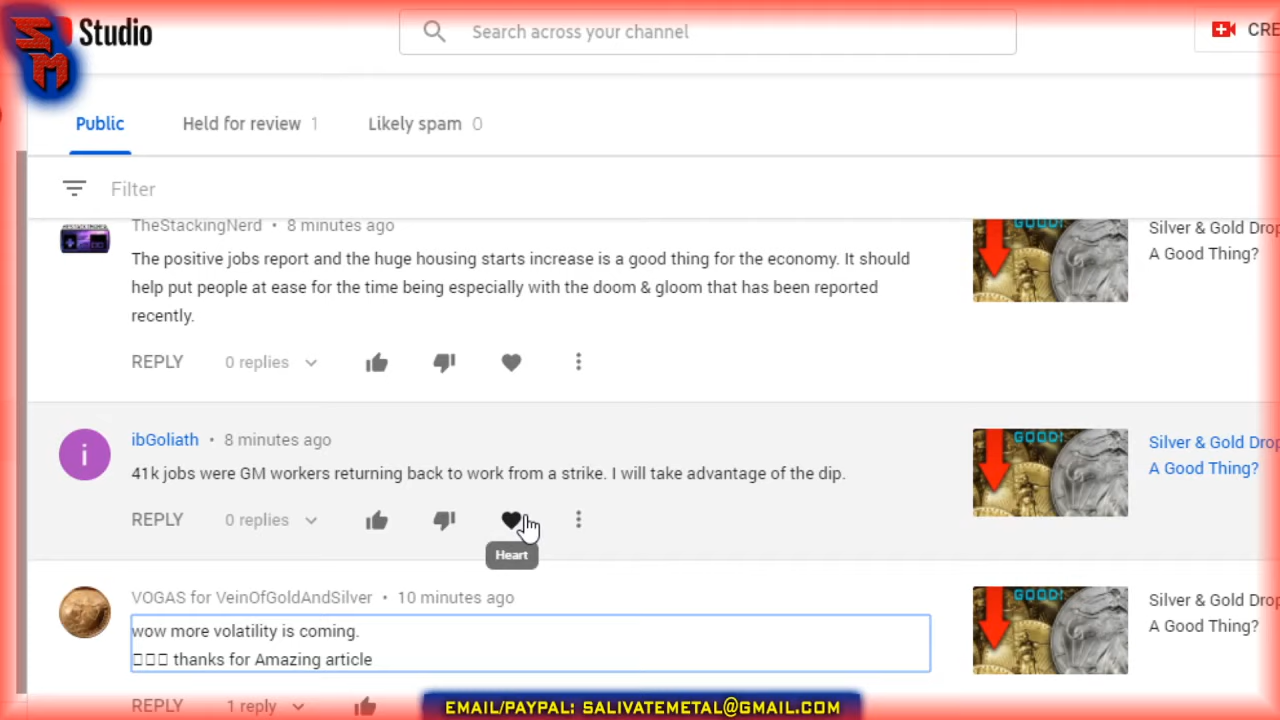 SM Studio
Search across your channel
CRE
Public
Held for review 1
Likely spam 0
Filter
TheStackingNerd • 8 minutes ago
The positive jobs report and the huge housing starts increase is a good thing for the economy. It should
help put people at ease for the time being especially with the doom & gloom that has been reported
recently.
REPLY 0 replies
GOOD!
Silver & Gold Drop
A Good Thing?
ibGoliath • 8 minutes ago
41k jobs were GM workers returning back to work from a strike. I will take advantage of the dip.
REPLY 0 replies
Heart
GOOD!
Silver & Gold Drop
A Good Thing?
VOGAS for VeinOfGoldAndSilver • 10 minutes ago
wow more volatility is coming.
□□□ thanks for Amazing article
REPLY 1 reply
GOOD!
Silver & Gold Drop
A Good Thing?
EMAIL/PAYPAL: SALIVATEMETAL@GMAIL.COM